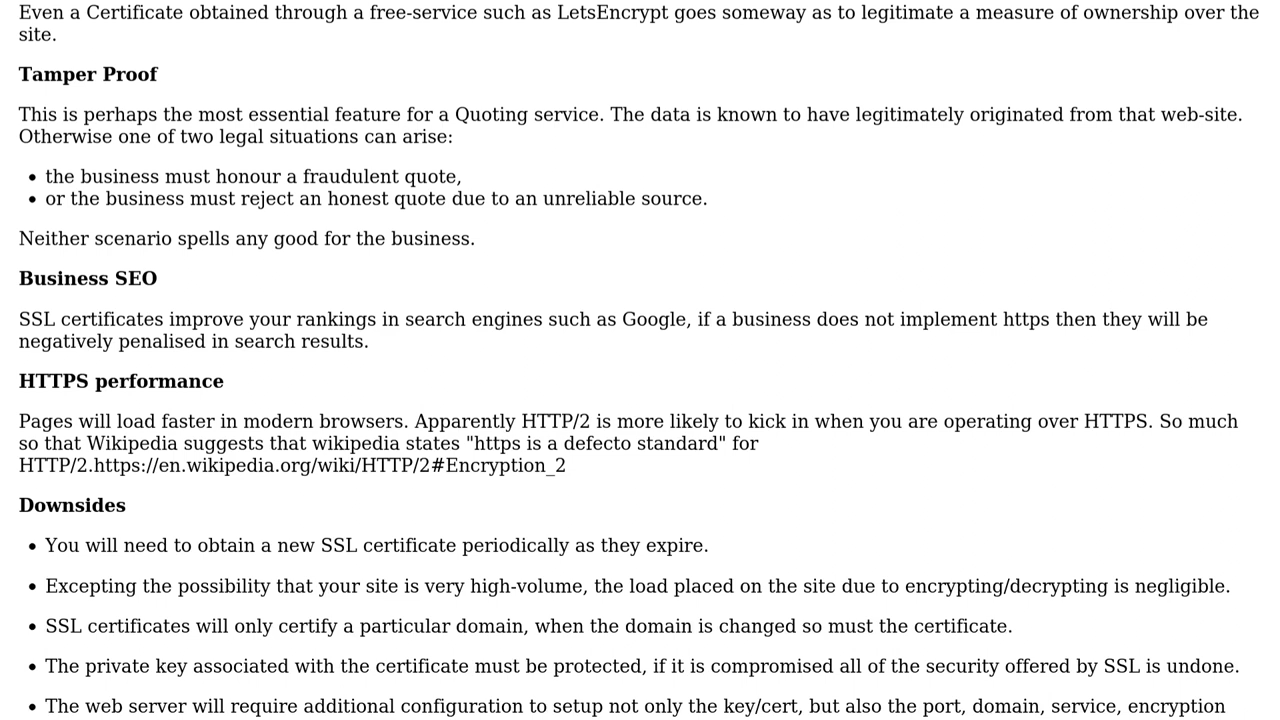 Even a Certificate obtained through a free-service such as LetsEncrypt goes someway as to legitimate a measure of ownership over the
site.
Tamper Proof
This is perhaps the most essential feature for a Quoting service. The data is known to have legitimately originated from that web-site.
Otherwise one of two legal situations can arise:
• the business must honour a fraudulent quote,
• or the business must reject an honest quote due to an unreliable source.
Neither scenario spells any good for the business.
Business SEO
SSL certificates improve your rankings in search engines such as Google, if a business does not implement https then they will be
negatively penalised in search results.
HTTPS performance
Pages will load faster in modern browsers. Apparently HTTP/2 is more likely to kick in when you are operating over HTTPS. So much
so that Wikipedia suggests that wikipedia states "https is a defecto standard" for
HTTP/2.https://en.wikipedia.org/wiki/HTTP/2#Encryption_2
Downsides
• You will need to obtain a new SSL certificate periodically as they expire.
• Excepting the possibility that your site is very high-volume, the load placed on the site due to encrypting/decrypting is negligible.
• SSL certificates will only certify a particular domain, when the domain is changed so must the certificate.
• The private key associated with the certificate must be protected, if it is compromised all of the security offered by SSL is undone.
• The web server will require additional configuration to setup not only the key/cert, but also the port, domain, service, encryption